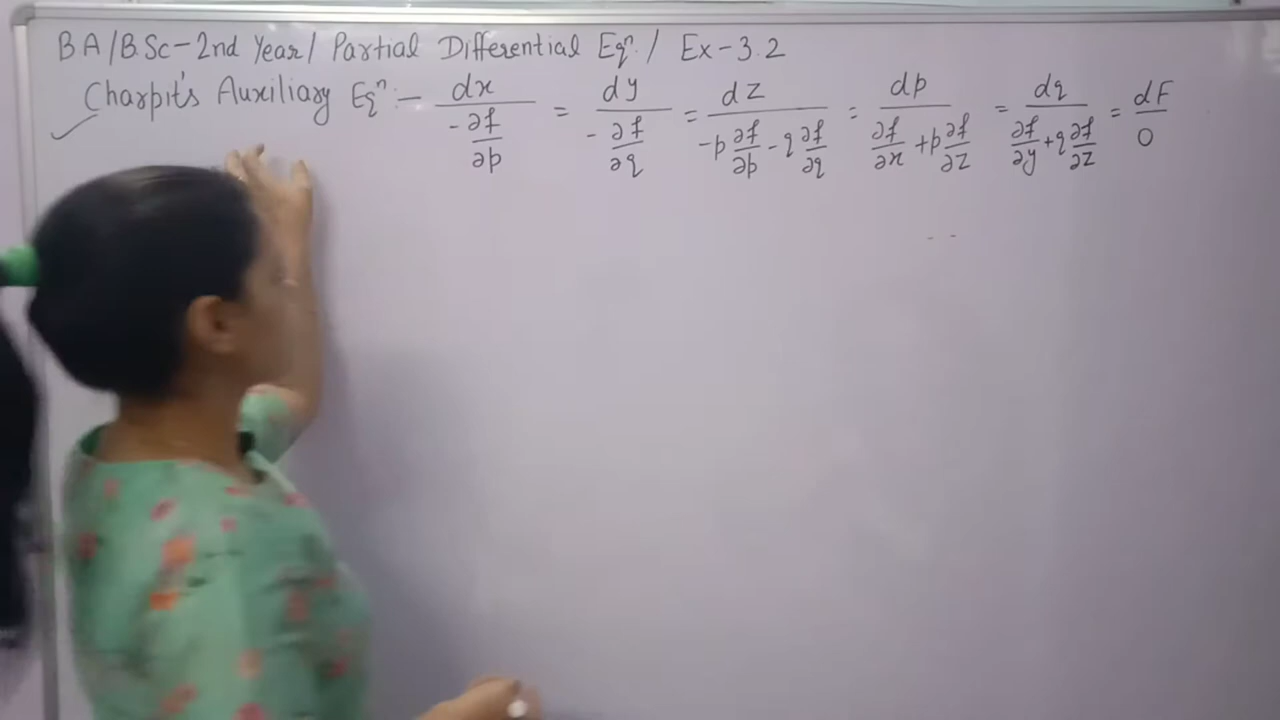 BA/B.Sc-2nd Year/ Partial Differential Eqⁿ./ Ex-3.2
Charpit's Auxiliary Eqⁿ:- dx/(-∂f/∂p) = dy/(-∂f/∂q) = dz/(-p ∂f/∂p - q ∂f/∂q) = dp/(∂f/∂x + p ∂f/∂z) = dq/(∂f/∂y + q ∂f/∂z) = dF/0